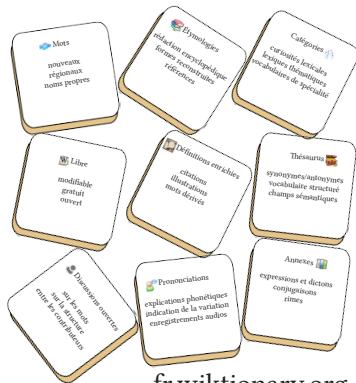 Mots
nouveaux
régionaux
noms propres
Étymologies
rédaction encyclopédique
formes reconstruites
références
Catégories
curiosités lexicales
lexiques thématiques
vocabulaires de spécialité
Libre
modifiable
gratuit
ouvert
Définitions enrichies
citations
illustrations
mots dérivés
Thésaurus
synonymes/antonymes
vocabulaire structuré
champs sémantiques
Discussions ouvertes
sur les mots
sur la structure
entre les contributeurs
Prononciations
explications phonétiques
indication de la variation
enregistrements audios
Annexes
expressions et dictons
conjugaisons
rimes
fr.wiktionary.org